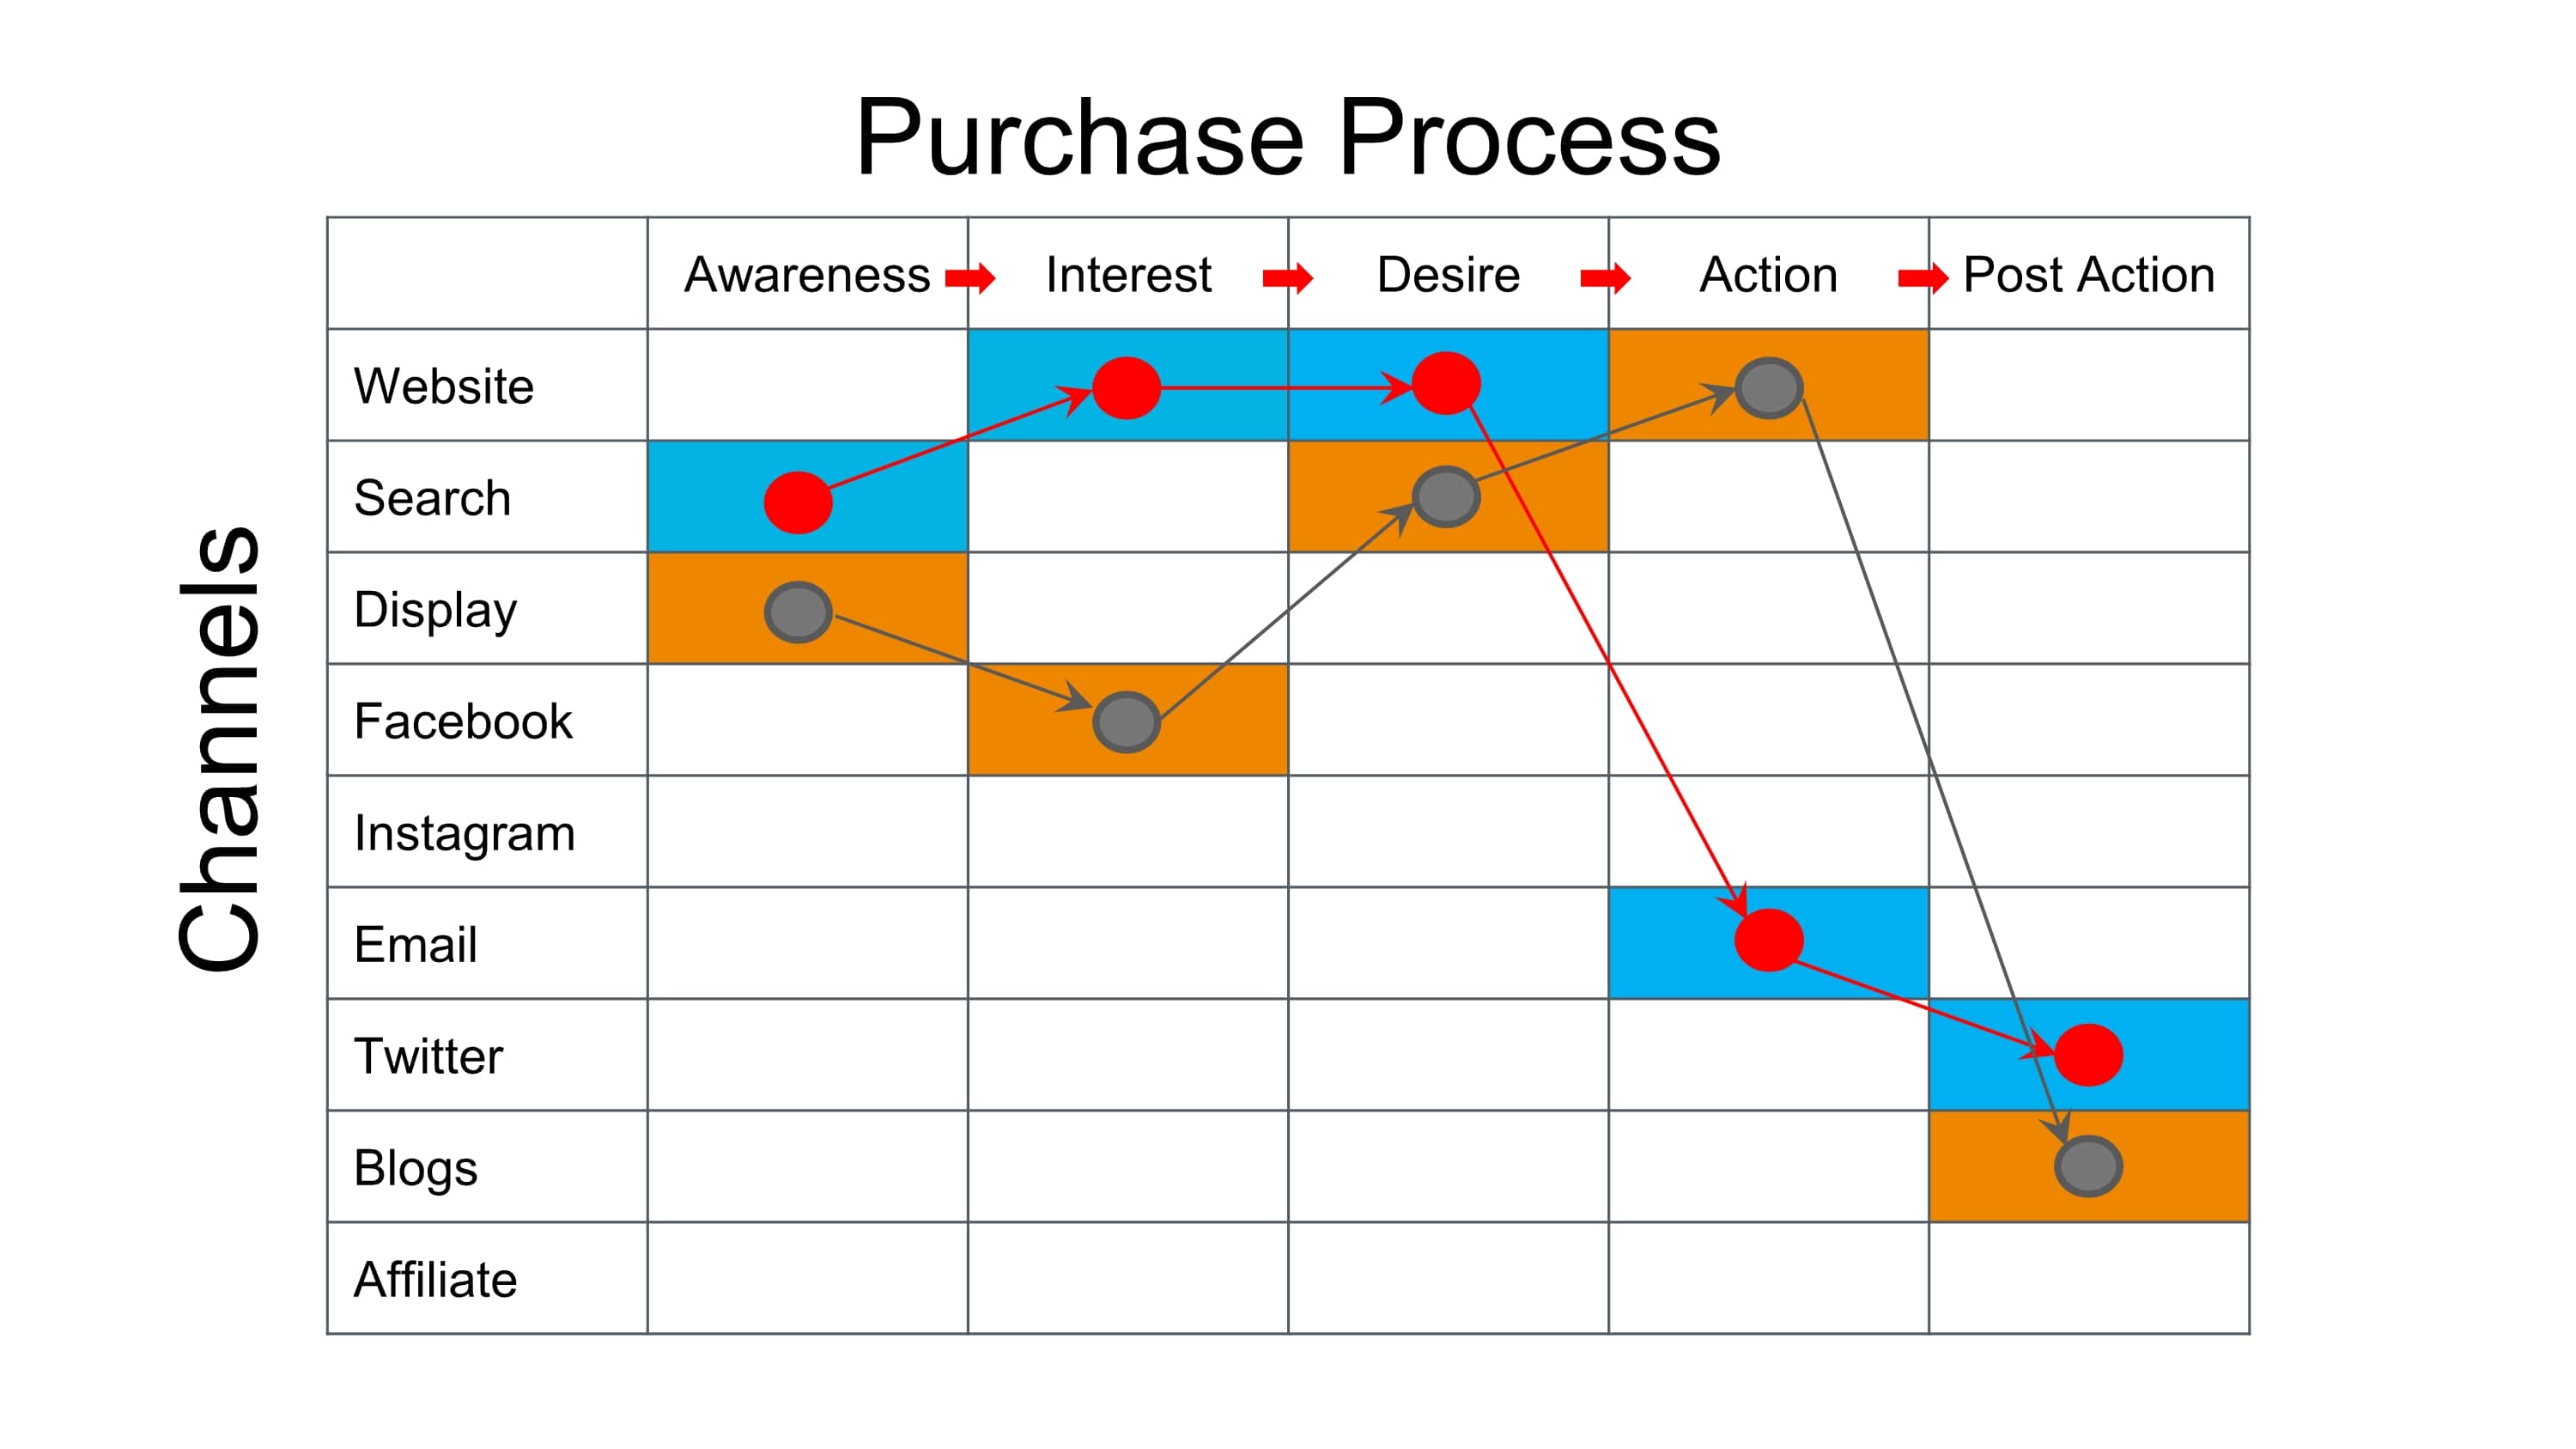 Purchase Process
Awareness Interest Desire Action Post Action
Channels
Website
Search
Display
Facebook
Instagram
Email
Twitter
Blogs
Affiliate